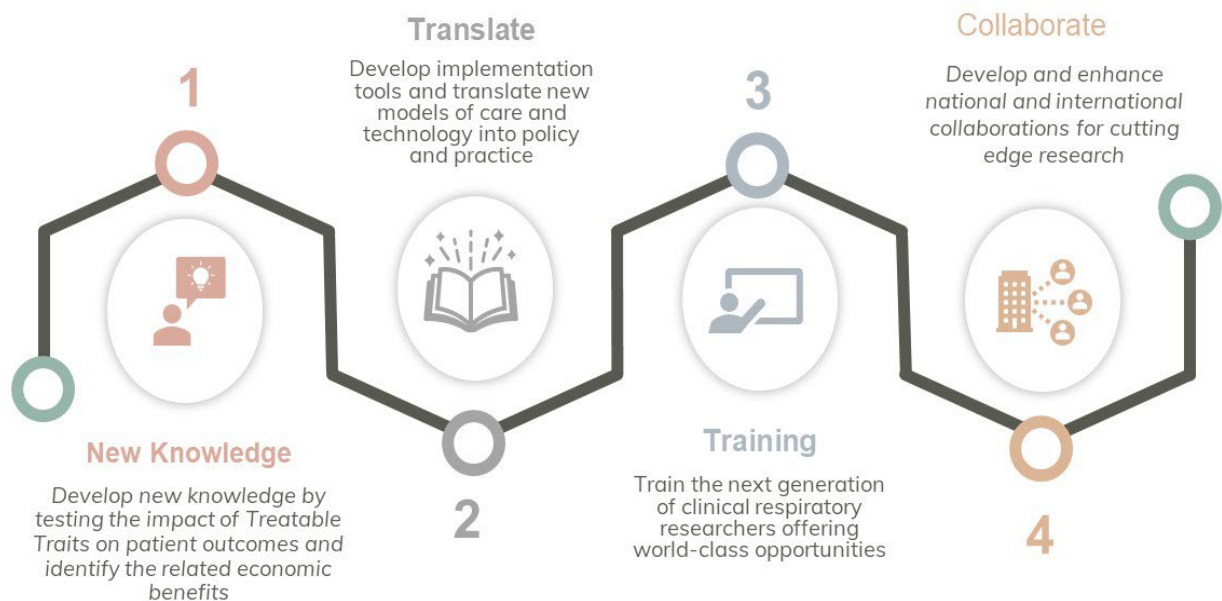 1
New Knowledge
Develop new knowledge by
testing the impact of Treatable
Traits on patient outcomes and
identify the related economic
benefits
Translate
Develop implementation
tools and translate new
models of care and
technology into policy
and practice
2
3
Training
Train the next generation
of clinical respiratory
researchers offering
world-class opportunities
Collaborate
Develop and enhance
national and international
collaborations for cutting
edge research
4